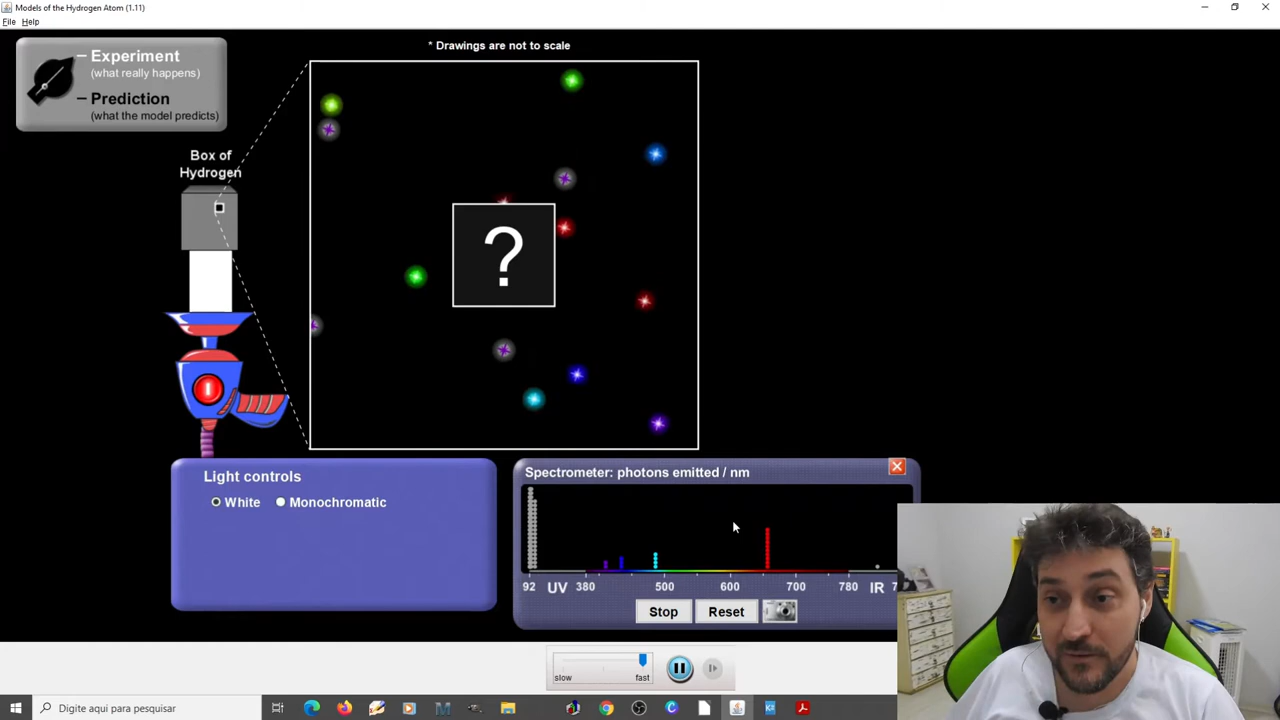 Models of the Hydrogen Atom (1.11)
File Help
* Drawings are not to scale
Experiment
(what really happens)
Prediction
(what the model predicts)
Box of
Hydrogen
?
Light controls
White Monochromatic
Spectrometer: photons emitted / nm
92 UV 380 500 600 700 780 IR
Stop Reset
slow fast
Digite aqui para pesquisar